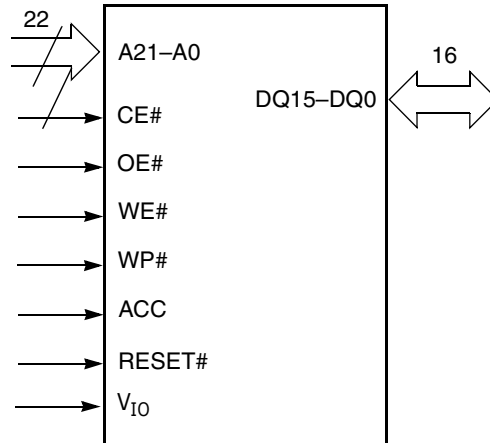 22
A21–A0
16
DQ15–DQ0
CE#
OE#
WE#
WP#
ACC
RESET#
VIO